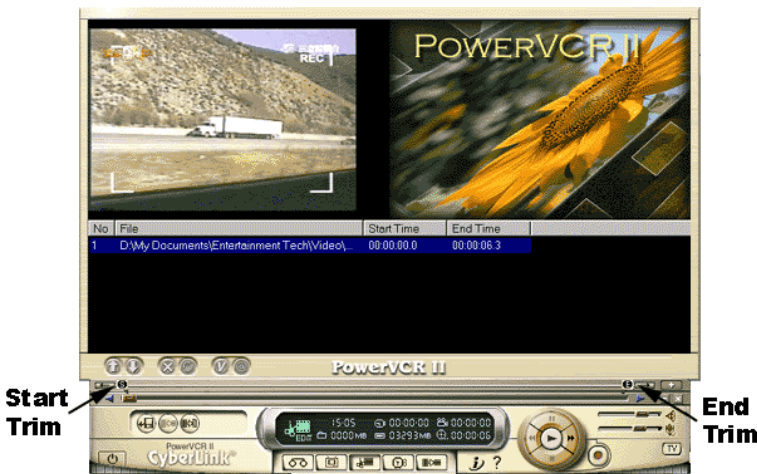 POWERVCR II
REC
No File Start Time End Time
1 D:\My Documents\Entertainment Tech\Video\... 00:00:00.0 00:00:06.3
PowerVCR II
S
E
Start
Trim
End
Trim
15:05 00:00:00 00:00:00
EDIT 0000MB 03293MB 00:00:06
PowerVCR II
CyberLink
TV
i ?